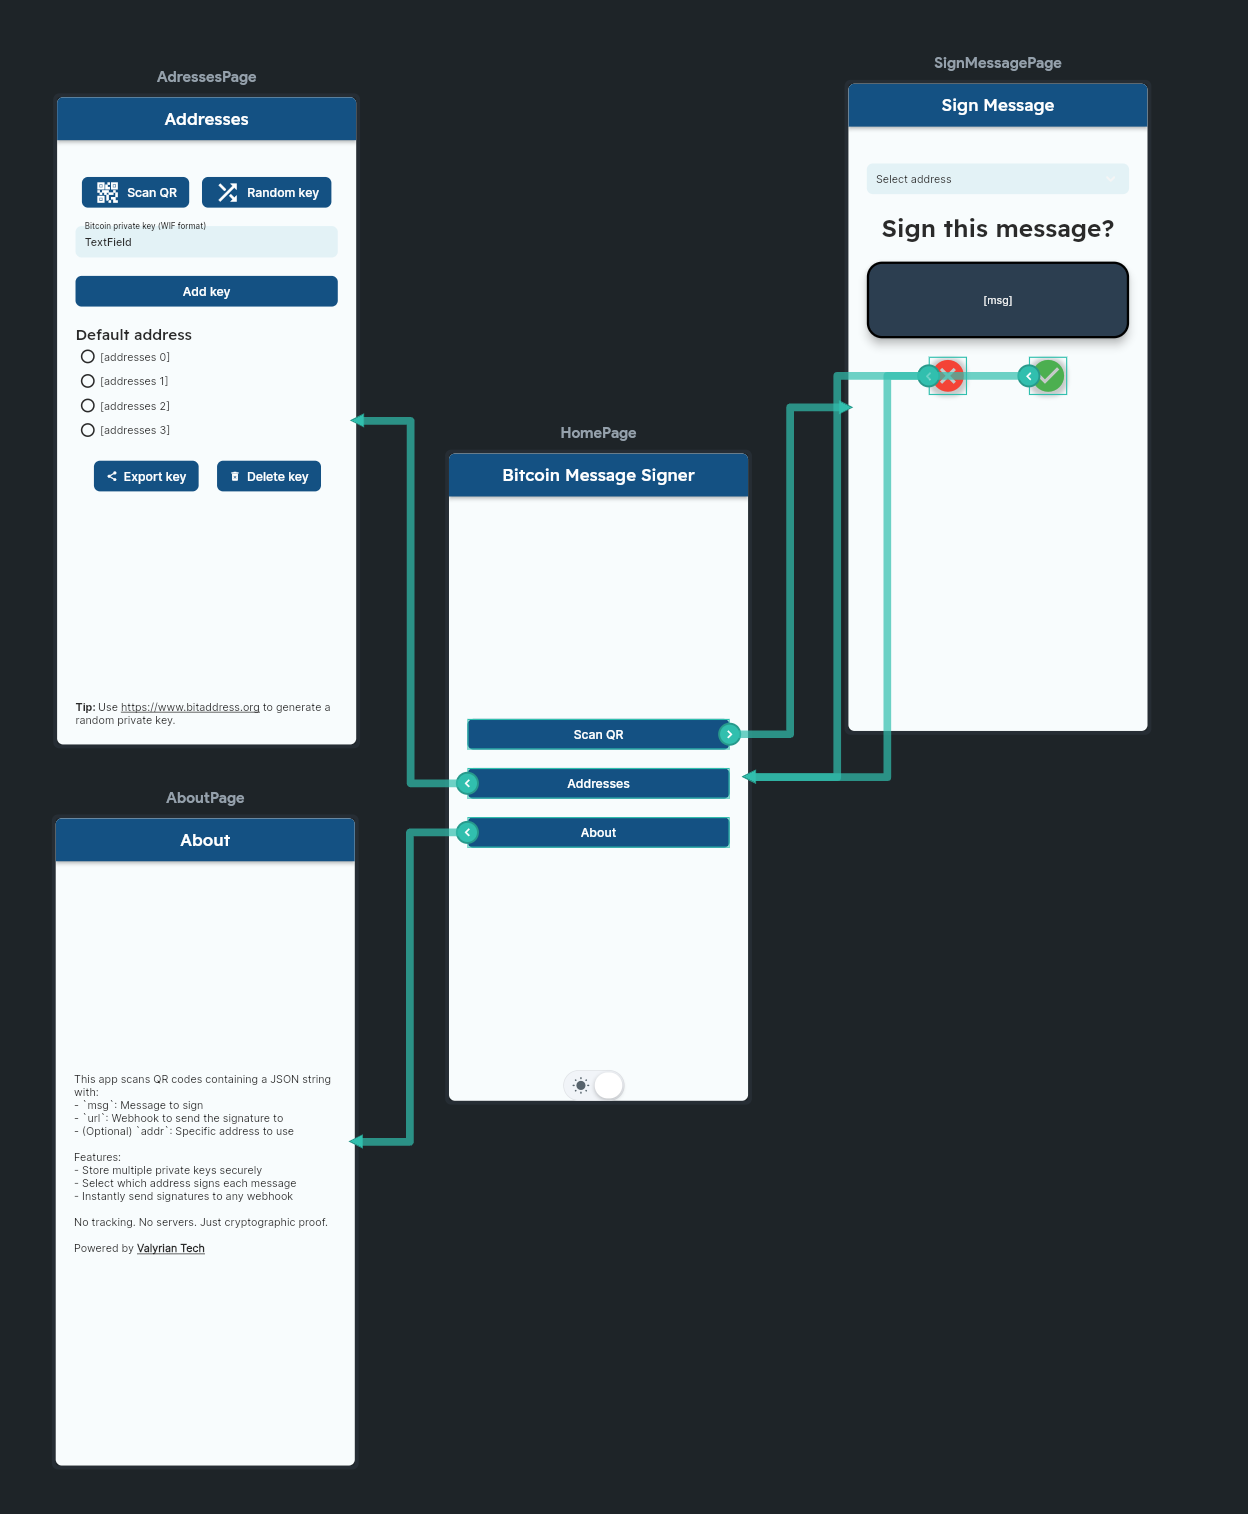 AdressesPage
Addresses
Scan QR
Random key
Bitcoin private key (WIF format)
TextField
Add key
Default address
[addresses 0]
[addresses 1]
[addresses 2]
[addresses 3]
Export key
Delete key
Tip: Use https://www.bitaddress.org to generate a
random private key.
SignMessagePage
Sign Message
Select address
Sign this message?
[msg]
HomePage
Bitcoin Message Signer
Scan QR
Addresses
About
AboutPage
About
This app scans QR codes containing a JSON string
with:
- `msg`: Message to sign
- `url`: Webhook to send the signature to
- (Optional) `addr`: Specific address to use
Features:
- Store multiple private keys securely
- Select which address signs each message
- Instantly send signatures to any webhook
No tracking. No servers. Just cryptographic proof.
Powered by Valyrian Tech